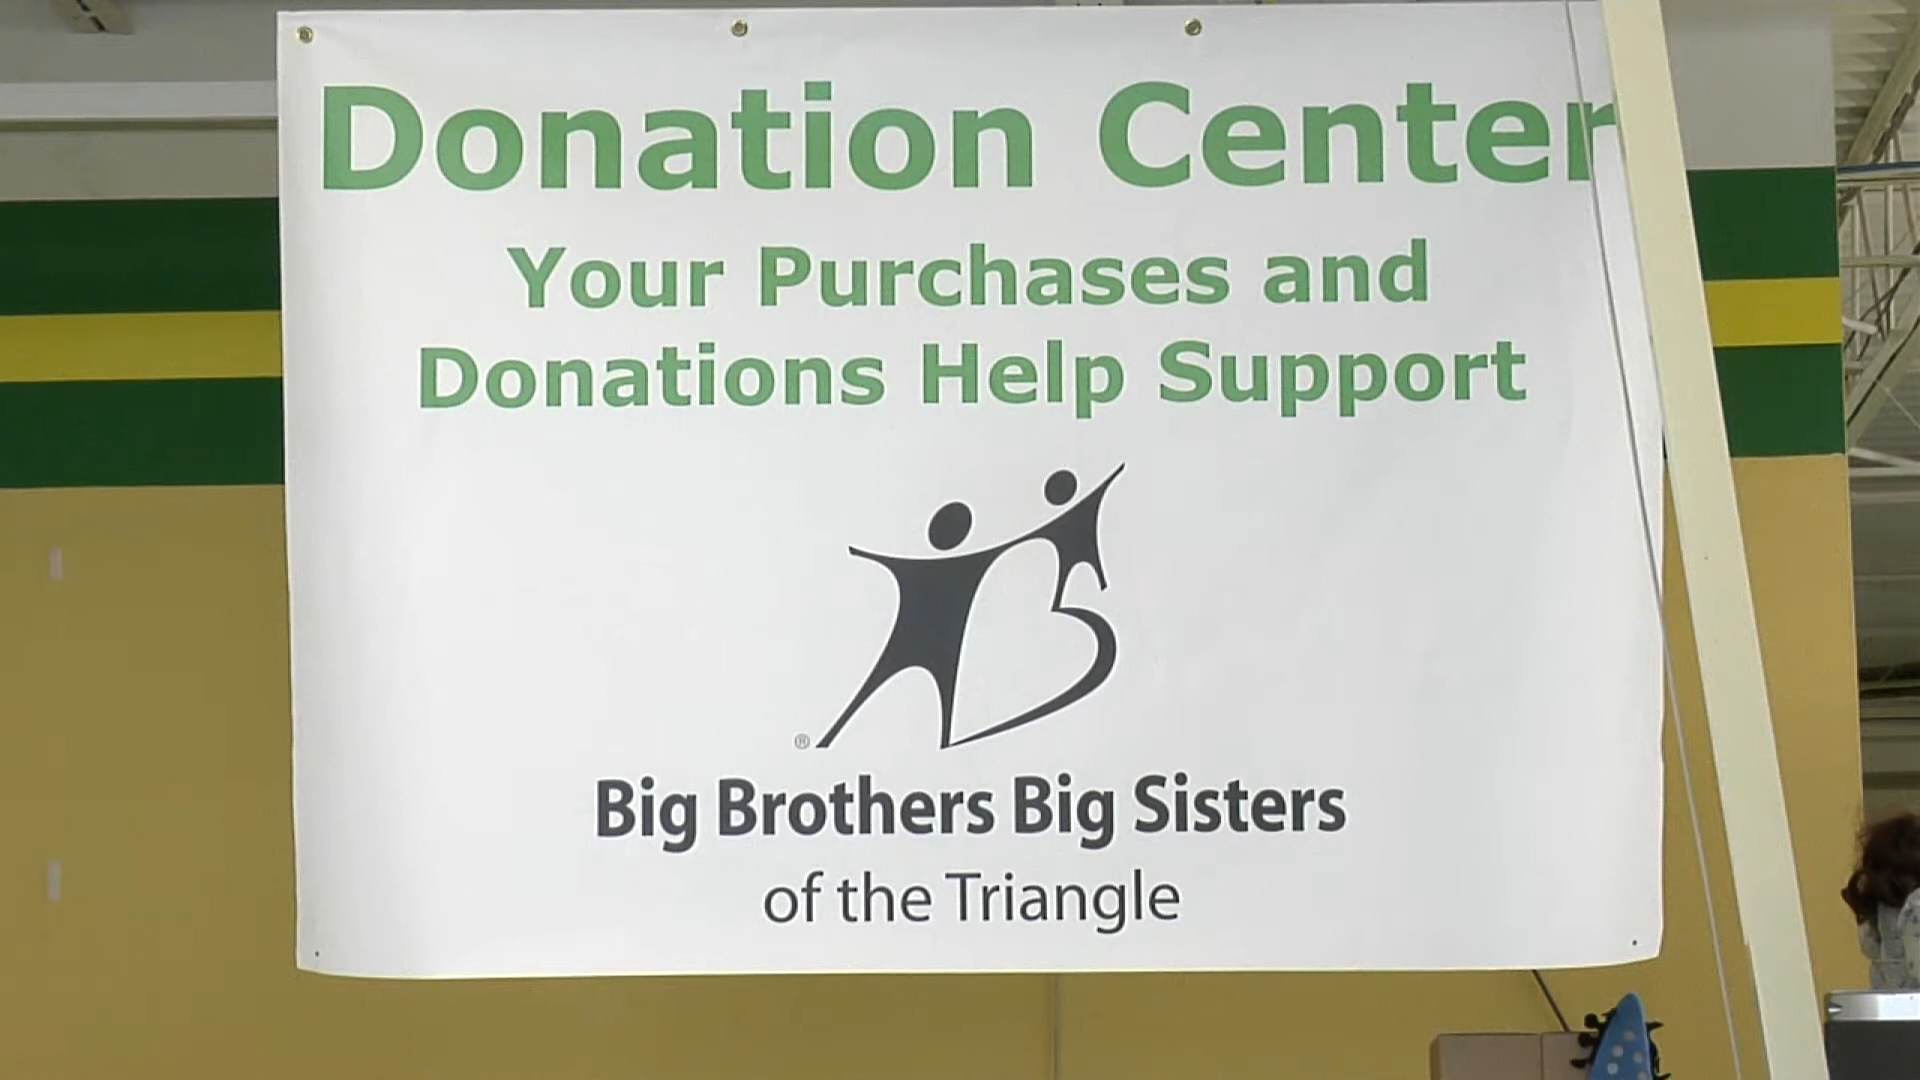 Donation Center
Your Purchases and
Donations Help Support
®
Big Brothers Big Sisters
of the Triangle